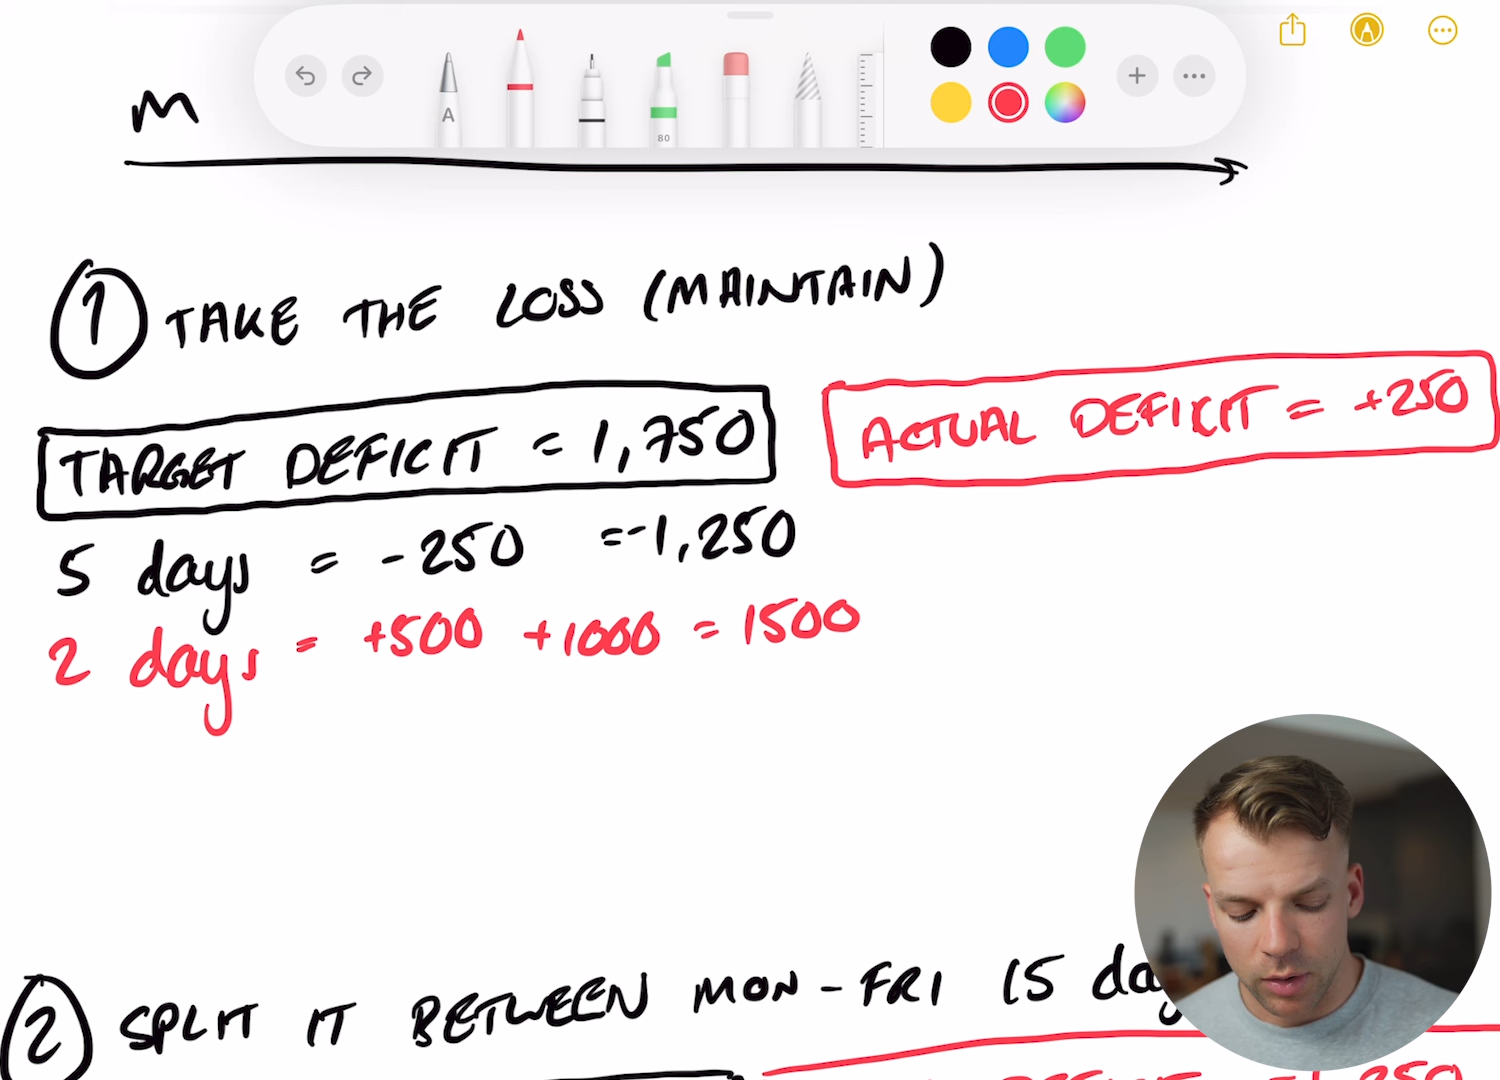 M
A
80
1 TAKE THE LOSS (MAINTAIN)
TARGET DEFICIT = 1,750
ACTUAL DEFICIT = +250
5 days = -250 =-1,250
2 days = +500 +1000 = 1500
2 SPLIT IT BETWEEN MON-FRI (5